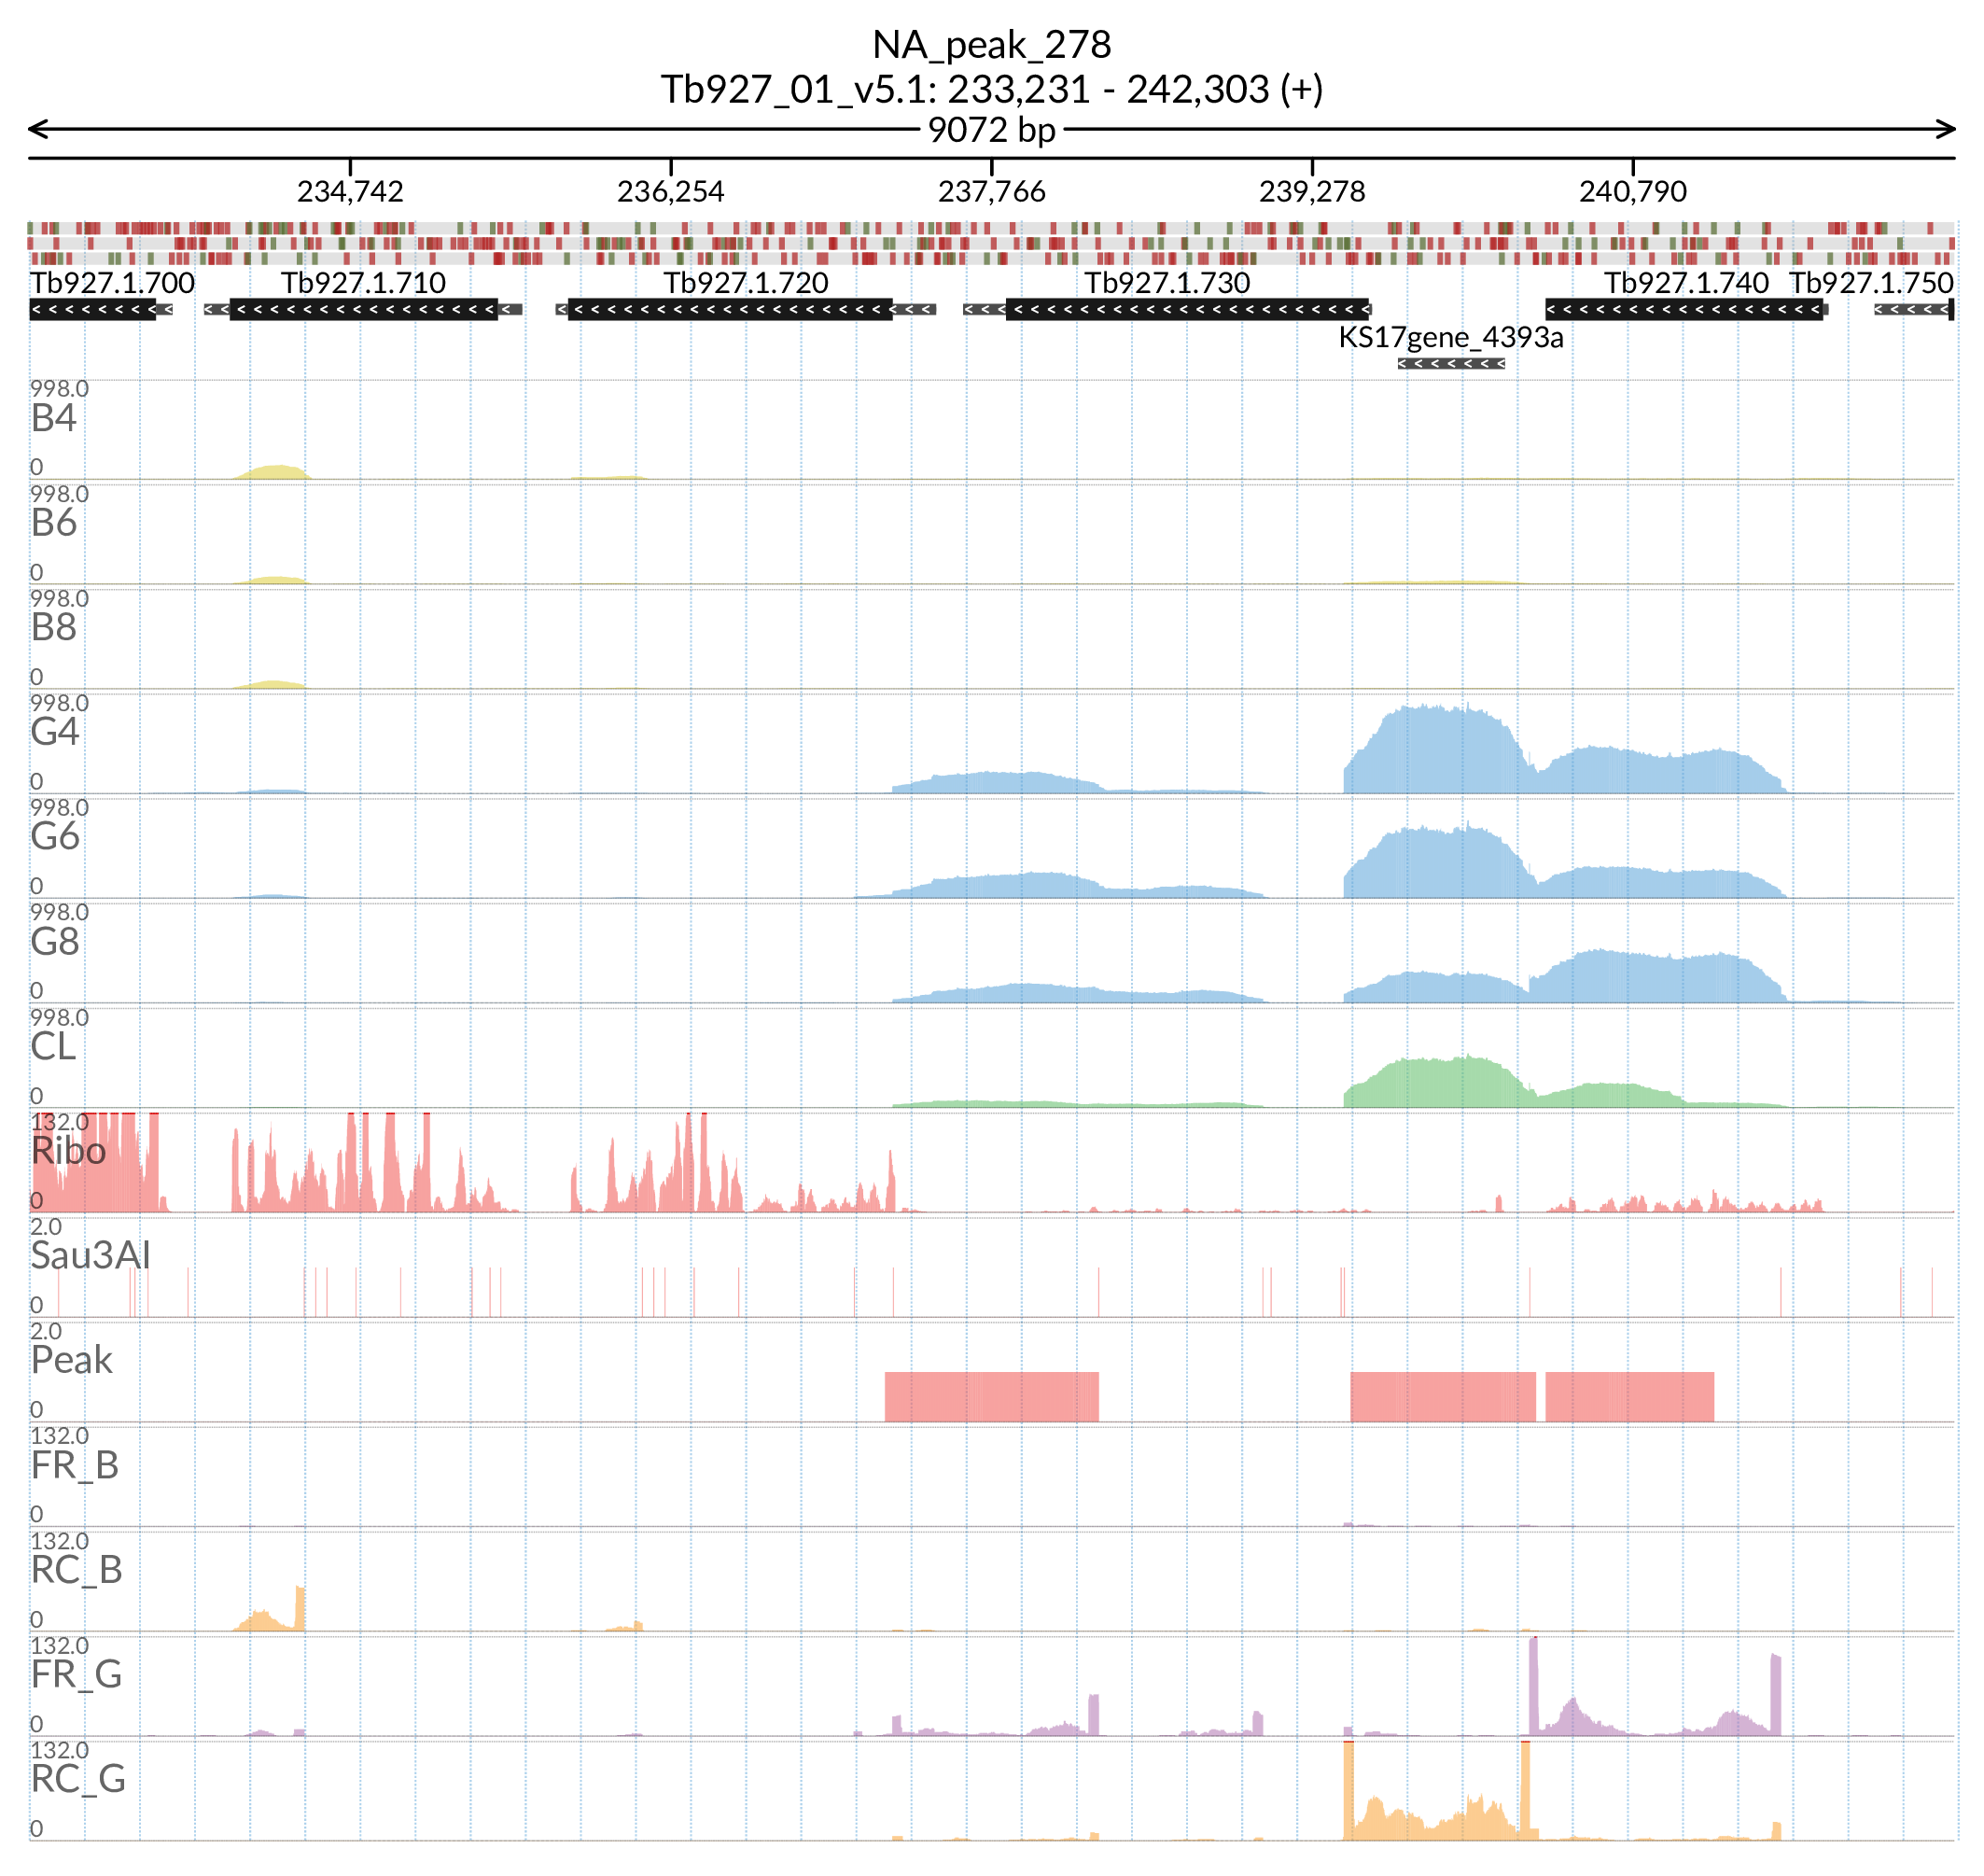 NA_peak_278
Tb927_01_v5.1: 233,231 - 242,303 (+)
9072 bp
234,742 236,254 237,766 239,278 240,790
Tb927.1.700 Tb927.1.710 Tb927.1.720 Tb927.1.730 Tb927.1.740 Tb927.1.750
KS17gene_4393a
998.0
B4
0
998.0
B6
0
998.0
B8
0
998.0
G4
0
998.0
G6
0
998.0
G8
0
998.0
CL
0
132.0
Ribo
0
2.0
Sau3AI
0
2.0
Peak
0
132.0
FR_B
0
132.0
RC_B
0
132.0
FR_G
0
132.0
RC_G
0